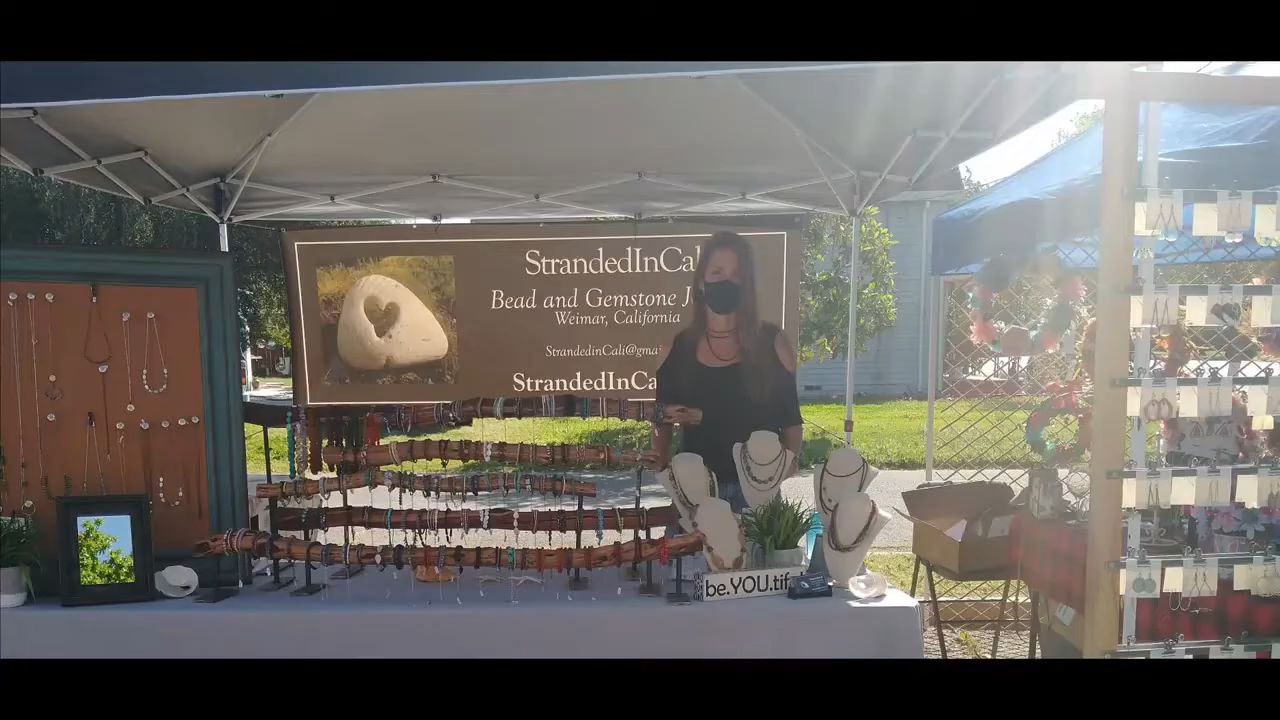 StrandedInCal
Bead and Gemstone J
Weimar, California
StrandedinCali@gmai
StrandedInCa
be.YOU.tif